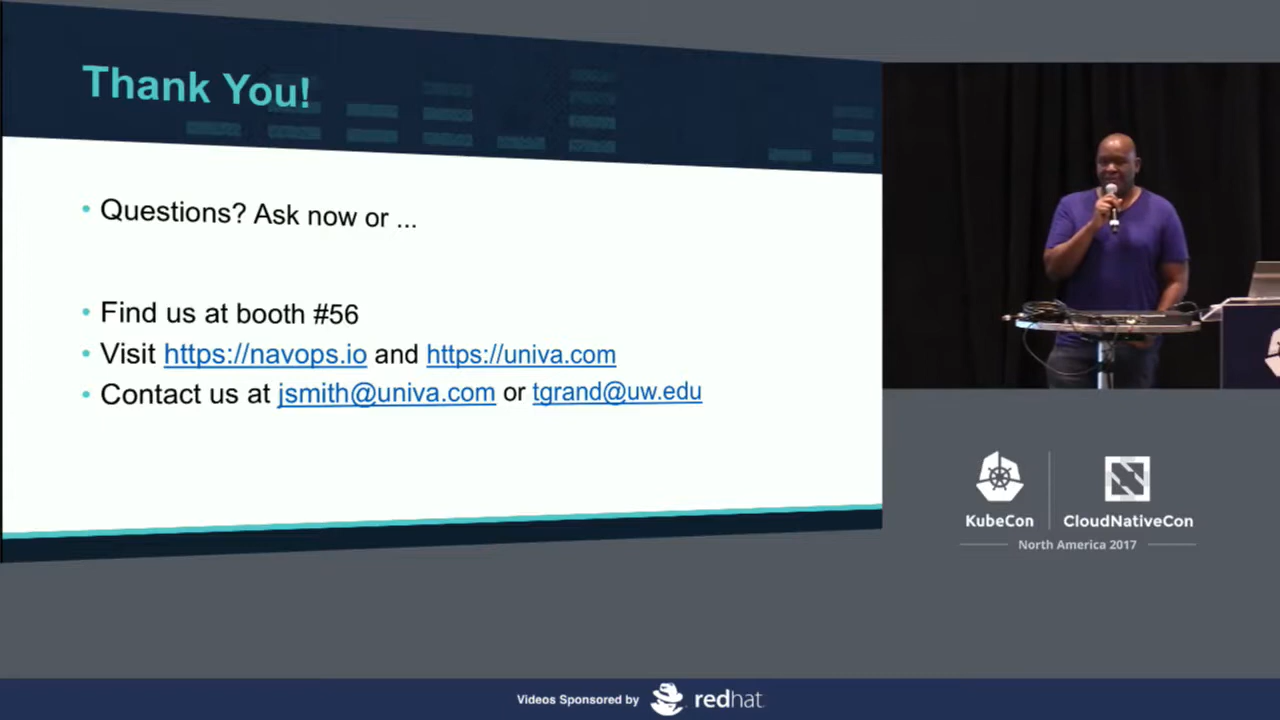 Thank You!
• Questions? Ask now or ...
• Find us at booth #56
• Visit https://navops.io and https://univa.com
• Contact us at jsmith@univa.com or tgrand@uw.edu
KubeCon
CloudNativeCon
North America 2017
Videos Sponsored by redhat